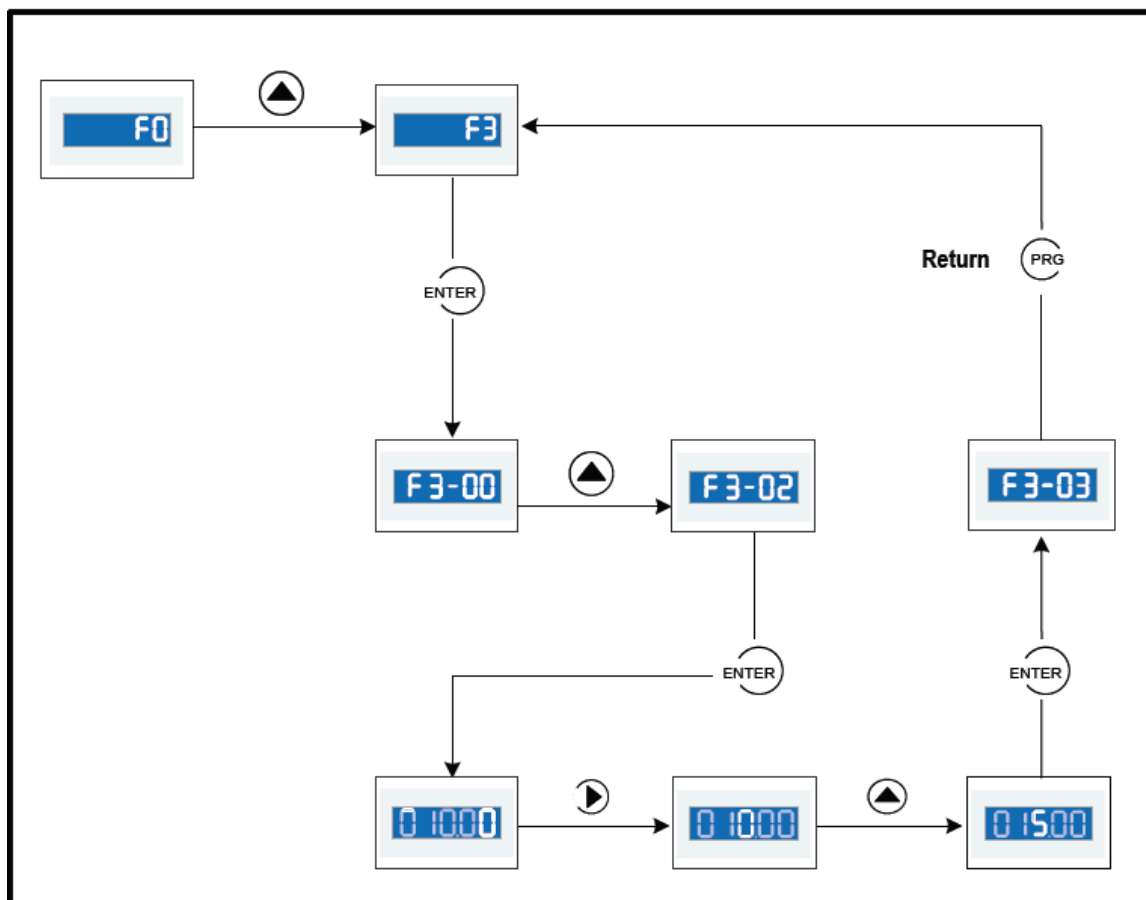 F0
F3
Return
PRG
ENTER
F3-00
F3-02
F3-03
ENTER
ENTER
010.00
010.00
015.00